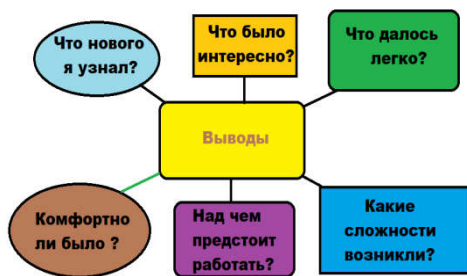 Что нового
я узнал?
Что было
интересно?
Что далось
легко?
Выводы
Комфортно
ли было ?
Над чем
предстоит
работать?
Какие
сложности
возникли?